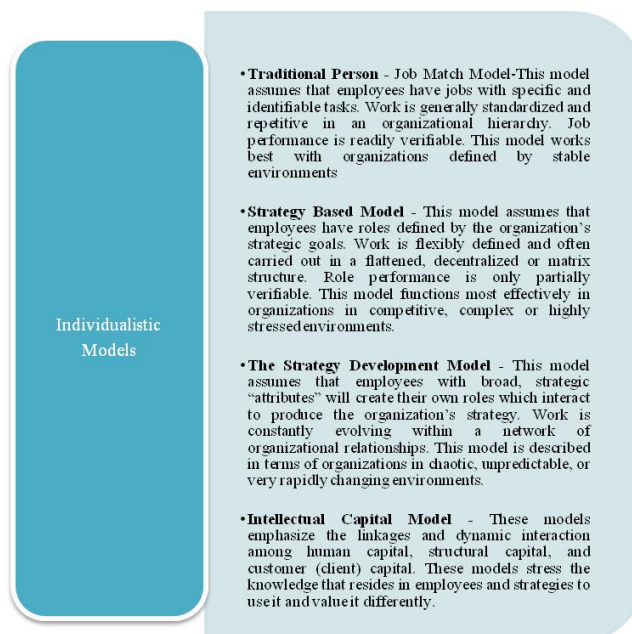 Individualistic
Models
•Traditional Person - Job Match Model-This model
assumes that employees have jobs with specific and
identifiable tasks. Work is generally standardized and
repetitive in an organizational hierarchy. Job
performance is readily verifiable. This model works
best with organizations defined by stable
environments
•Strategy Based Model - This model assumes that
employees have roles defined by the organization's
strategic goals. Work is flexibly defined and often
carried out in a flattened, decentralized or matrix
structure. Role performance is only partially
verifiable. This model functions most effectively in
organizations in competitive, complex or highly
stressed environments.
•The Strategy Development Model - This model
assumes that employees with broad, strategic
“attributes” will create their own roles which interact
to produce the organization's strategy. Work is
constantly evolving within a network of
organizational relationships. This model is described
in terms of organizations in chaotic, unpredictable, or
very rapidly changing environments.
•Intellectual Capital Model - These models
emphasize the linkages and dynamic interaction
among human capital, structural capital, and
customer (client) capital. These models stress the
knowledge that resides in employees and strategies to
use it and value it differently.